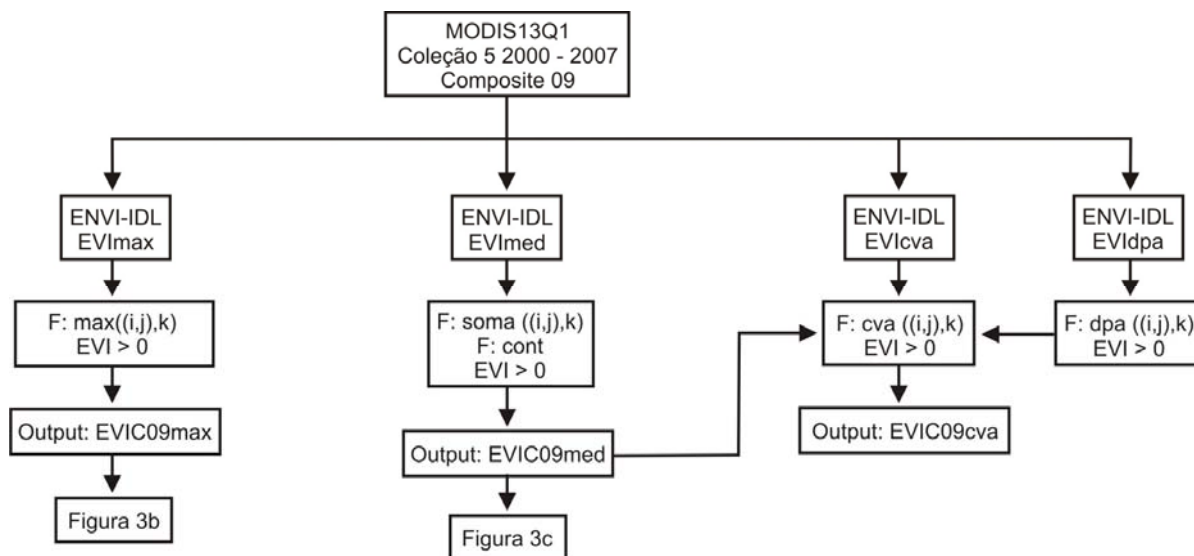 MODIS13Q1
Coleção 5 2000 - 2007
Composite 09
ENVI-IDL
EVImax
ENVI-IDL
EVImed
ENVI-IDL
EVIcva
ENVI-IDL
EVIdpa
F: max((i,j),k)
EVI > 0
F: soma ((i,j),k)
F: cont
EVI > 0
F: cva ((i,j),k)
EVI > 0
F: dpa ((i,j),k)
EVI > 0
Output: EVIC09max
Output: EVIC09med
Output: EVIC09cva
Figura 3b
Figura 3c